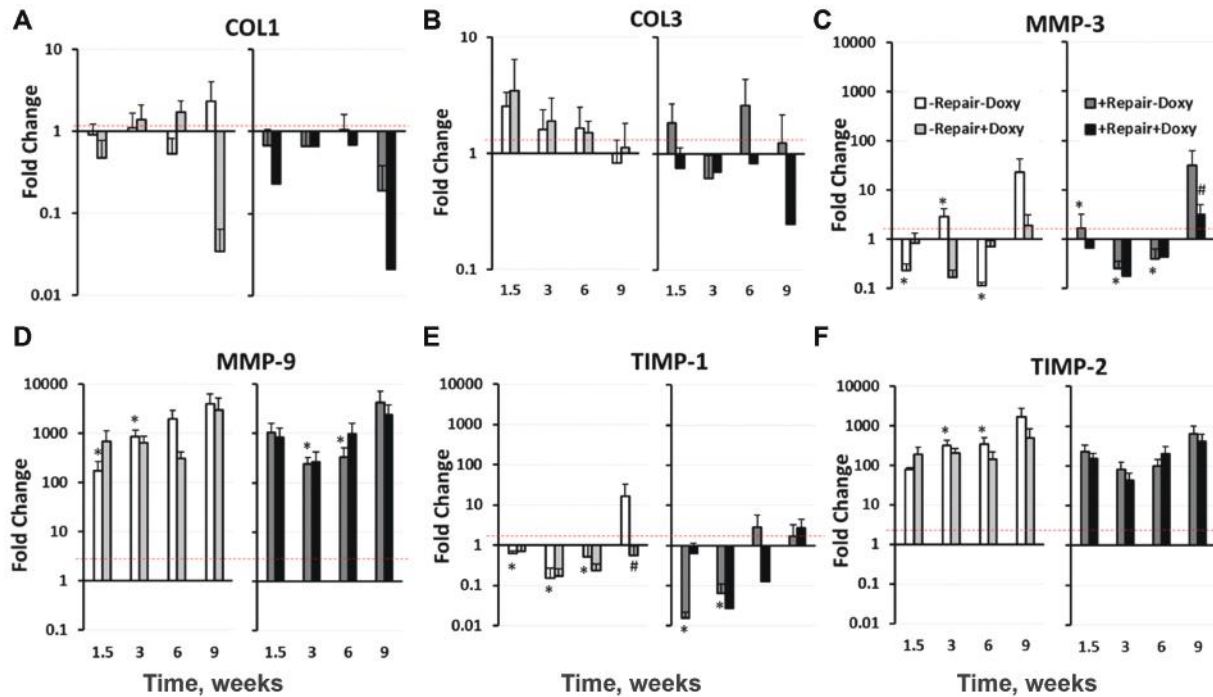 A
COL1
Fold Change
10
1
0.1
0.01
B
COL3
Fold Change
10
1
0.1
1.5 3 6 9 1.5 3 6 9
C
MMP-3
Fold Change
10000
1000
100
10
1
0.1
-Repair-Doxy
-Repair+Doxy
+Repair-Doxy
+Repair+Doxy
* * * * * * #
D
MMP-9
Fold Change
10000
1000
100
10
1
0.1
* * * *
1.5 3 6 9 1.5 3 6 9
Time, weeks
E
TIMP-1
Fold Change
10000
1000
100
10
1
0.1
0.01
* * * # * *
1.5 3 6 9 1.5 3 6 9
Time, weeks
F
TIMP-2
Fold Change
10000
1000
100
10
1
0.1
0.01
* *
1.5 3 6 9 1.5 3 6 9
Time, weeks